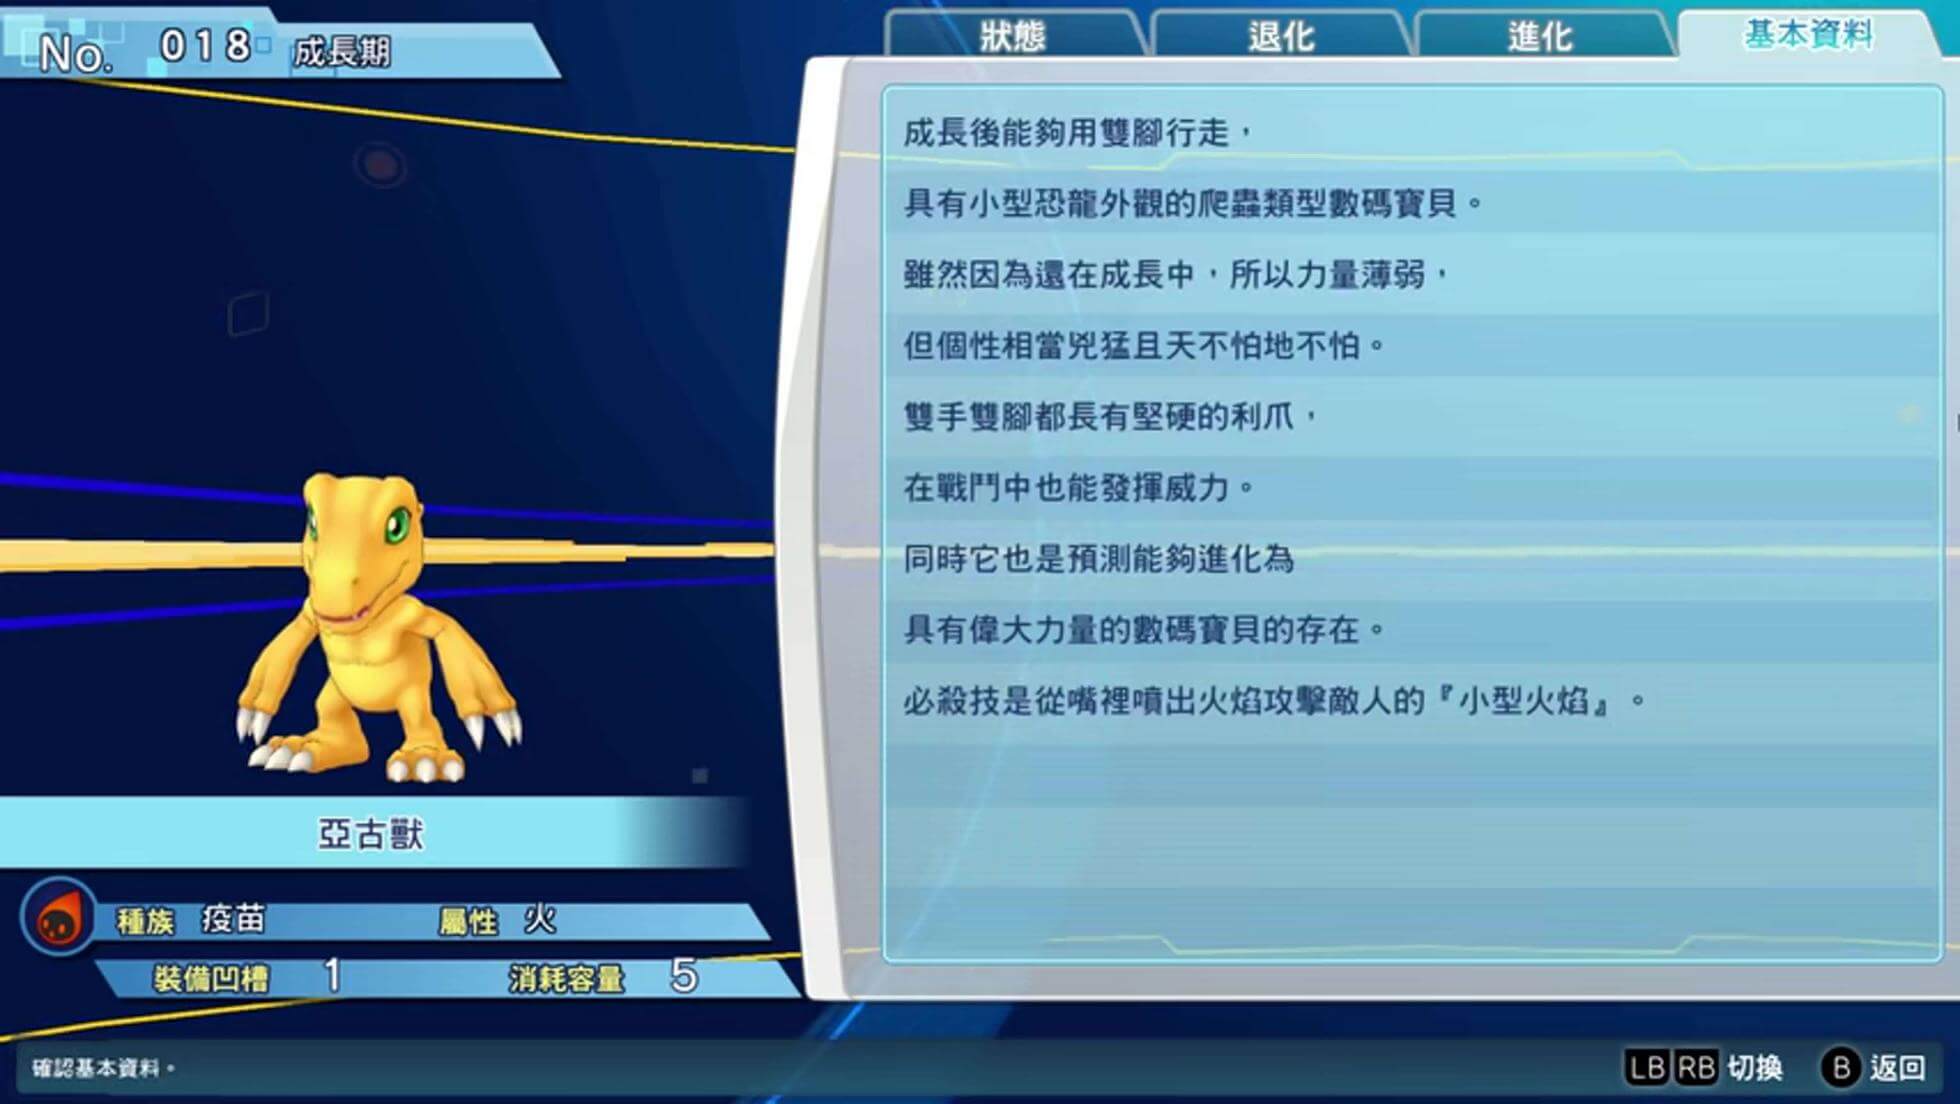 No. 018 成長期
狀態 退化 進化 基本資料
成長後能夠用雙腳行走，
具有小型恐龍外觀的爬蟲類型數碼寶貝。
雖然因為還在成長中，所以力量薄弱，
但個性相當兇猛且天不怕地不怕。
雙手雙腳都長有堅硬的利爪，
在戰鬥中也能發揮威力。
同時它也是預測能夠進化為
具有偉大力量的數碼寶貝的存在。
必殺技是從嘴裡噴出火焰攻擊敵人的『小型火焰』。
亞古獸
種族 疫苗 屬性 火
裝備凹槽 1 消耗容量 5
確認基本資料。
LB RB 切換 B 返回